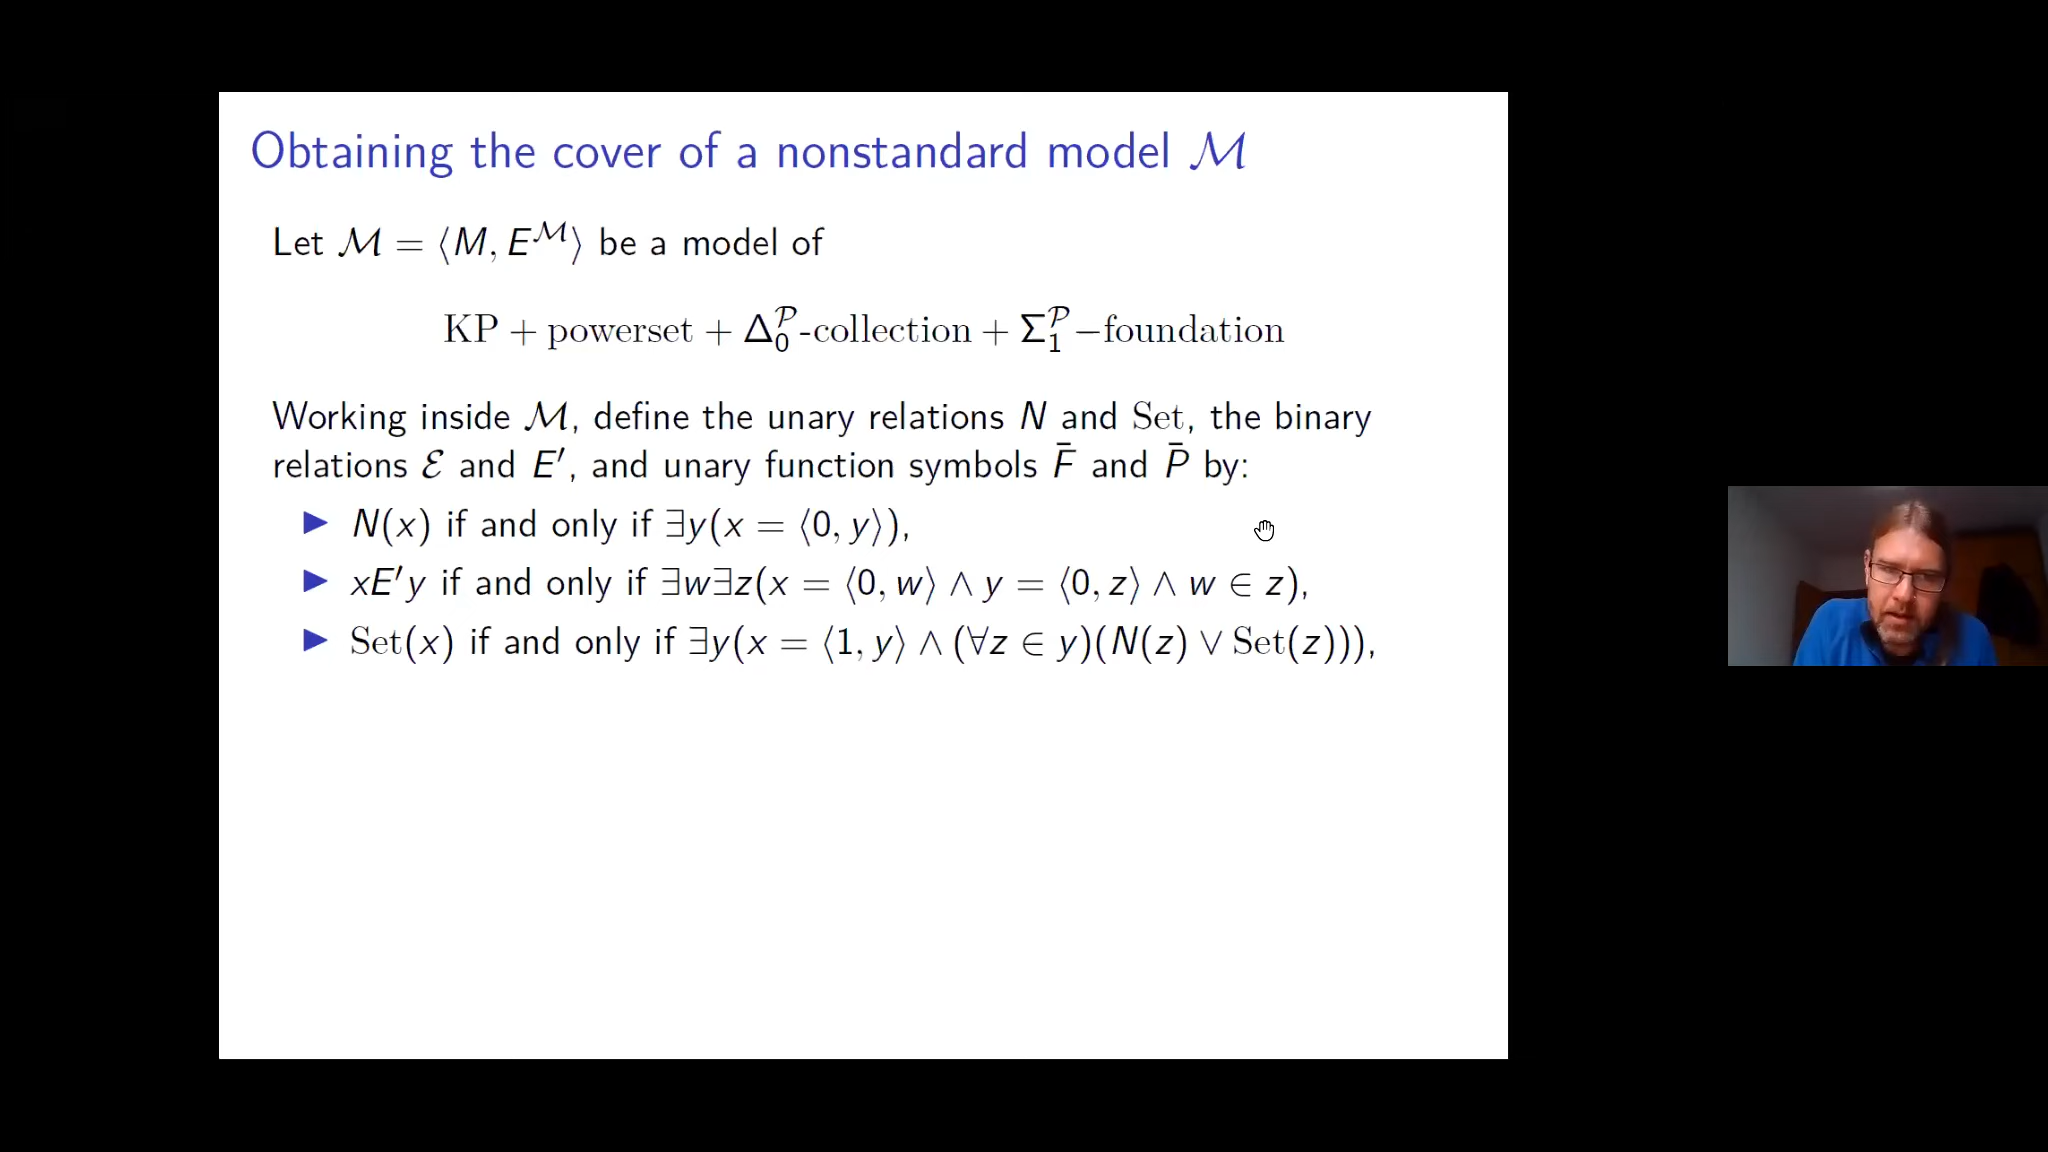 Obtaining the cover of a nonstandard model ℳ
Let ℳ = ⟨M, E^ℳ⟩ be a model of
KP + powerset + Δ₀^𝒫-collection + Σ₁^𝒫−foundation
Working inside ℳ, define the unary relations N and Set, the binary
relations ℰ and E′, and unary function symbols F̄ and P̄ by:
▶ N(x) if and only if ∃y(x = ⟨0, y⟩),
▶ xE′y if and only if ∃w∃z(x = ⟨0, w⟩ ∧ y = ⟨0, z⟩ ∧ w ∈ z),
▶ Set(x) if and only if ∃y(x = ⟨1, y⟩ ∧ (∀z ∈ y)(N(z) ∨ Set(z))),